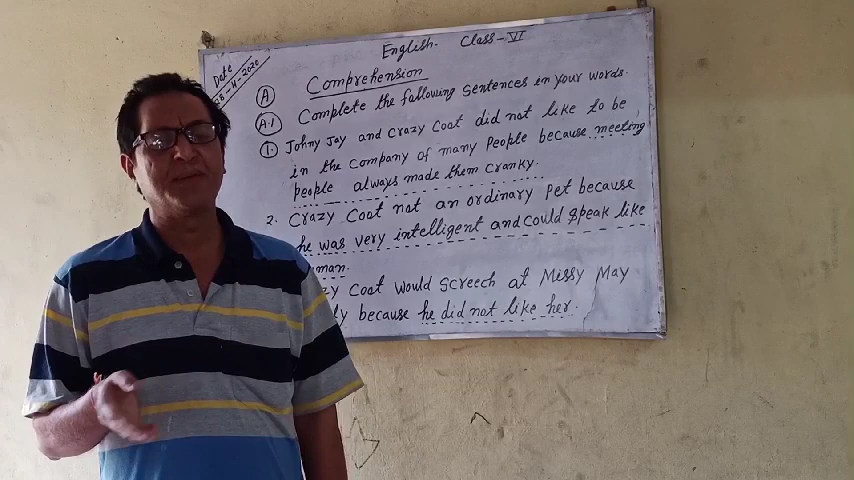 English. Class-VI
Date
Comprehension
(A)
(A.1) Complete the following sentences in your words.
(1.) Johny Jay and Crazy Coat did not like to be
in the company of many people because meeting
people always made them cranky.
2. Crazy Coat not an ordinary pet because
he was very intelligent and could speak like
Coat would screech at Missy May
because he did not like her.